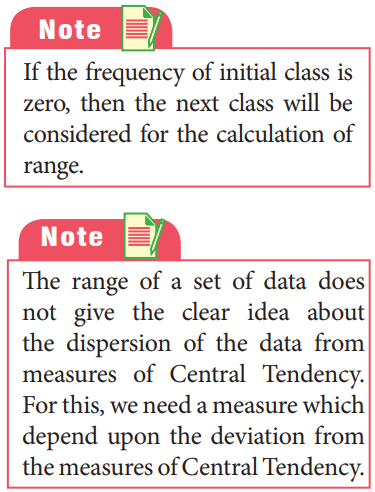 Note
If the frequency of initial class is
zero, then the next class will be
considered for the calculation of
range.
Note
The range of a set of data does
not give the clear idea about
the dispersion of the data from
measures of Central Tendency.
For this, we need a measure which
depend upon the deviation from
the measures of Central Tendency.